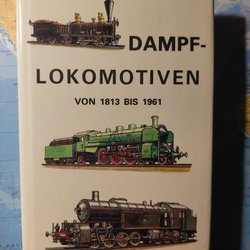 DAMPF-
LOKOMOTIVEN
VON 1813 BIS 1961